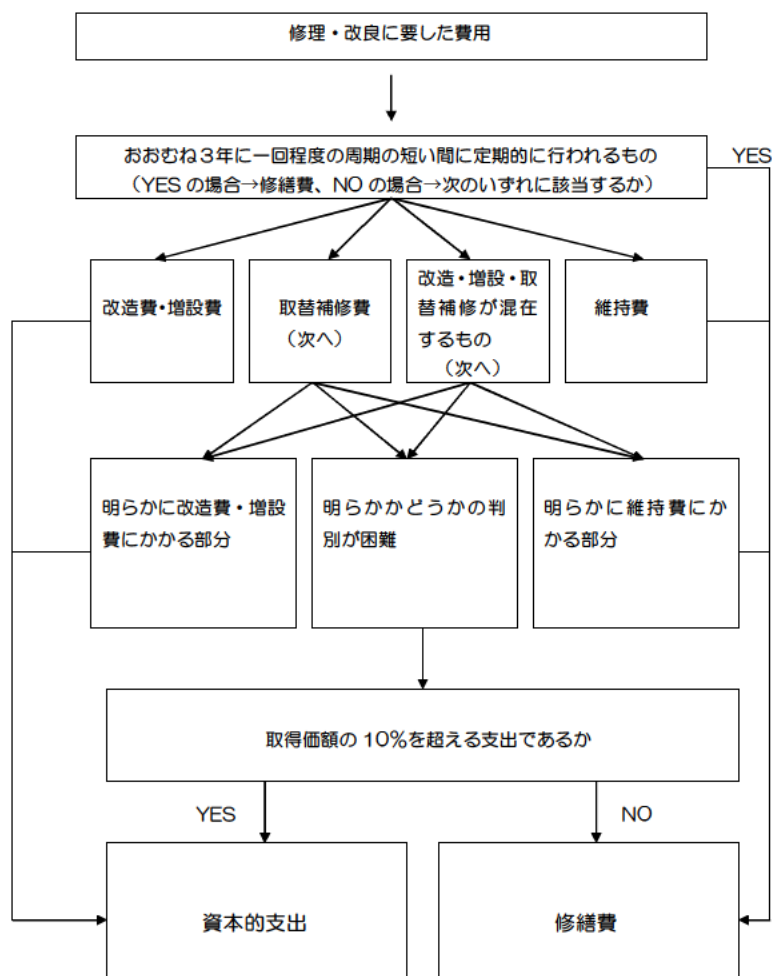 修理・改良に要した費用
おおむね３年に一回程度の周期の短い間に定期的に行われるもの
（YES の場合→修繕費、NO の場合→次のいずれに該当するか）
YES
改造費・増設費
取替補修費
（次へ）
改造・増設・取
替補修が混在
するもの
（次へ）
維持費
明らかに改造費・増設
費にかかる部分
明らかかどうかの判
別が困難
明らかに維持費にか
かる部分
取得価額の 10%を超える支出であるか
YES
NO
資本的支出
修繕費